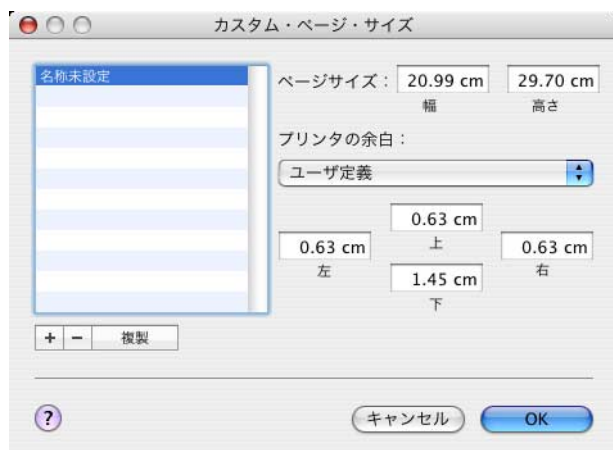 カスタム・ページ・サイズ
名称未設定
ページサイズ： 20.99 cm 29.70 cm
幅 高さ
プリンタの余白：
ユーザ定義
0.63 cm
上
0.63 cm 0.63 cm
左 右
1.45 cm
下
+ − 複製
? キャンセル OK